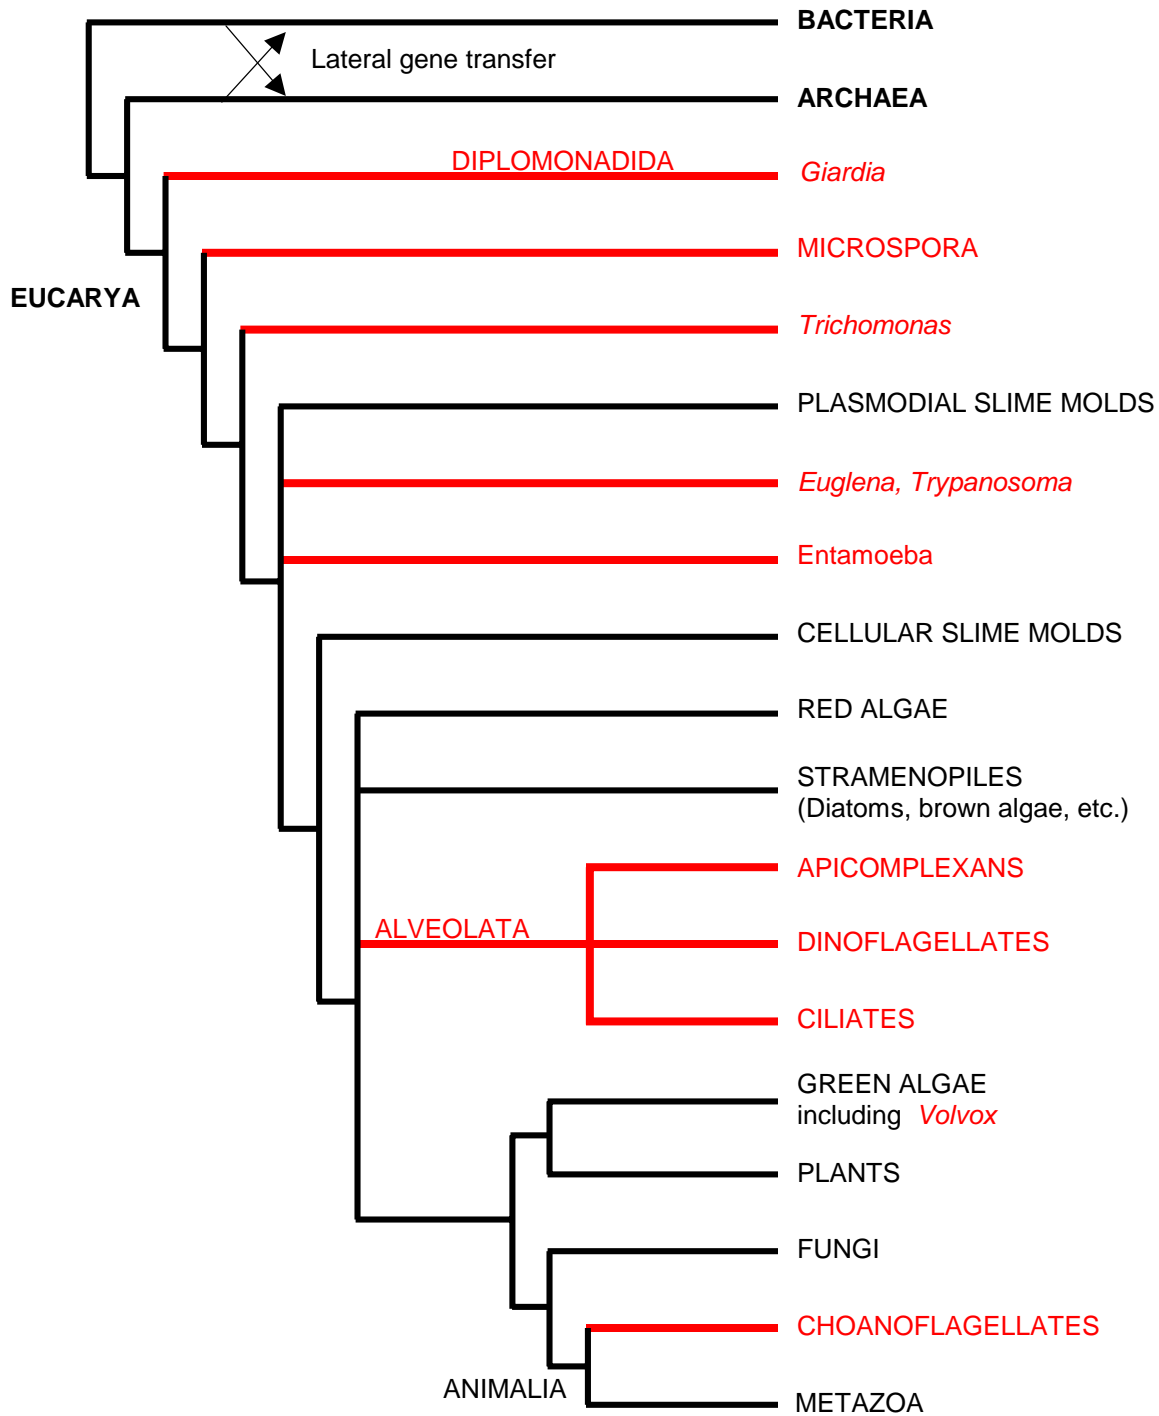 BACTERIA
Lateral gene transfer
ARCHAEA
DIPLOMONADIDA
Giardia
MICROSPORA
EUCARYA
Trichomonas
PLASMODIAL SLIME MOLDS
Euglena, Trypanosoma
Entamoeba
CELLULAR SLIME MOLDS
RED ALGAE
STRAMENOPILES
(Diatoms, brown algae, etc.)
APICOMPLEXANS
ALVEOLATA
DINOFLAGELLATES
CILIATES
GREEN ALGAE
including Volvox
PLANTS
FUNGI
CHOANOFLAGELLATES
ANIMALIA
METAZOA